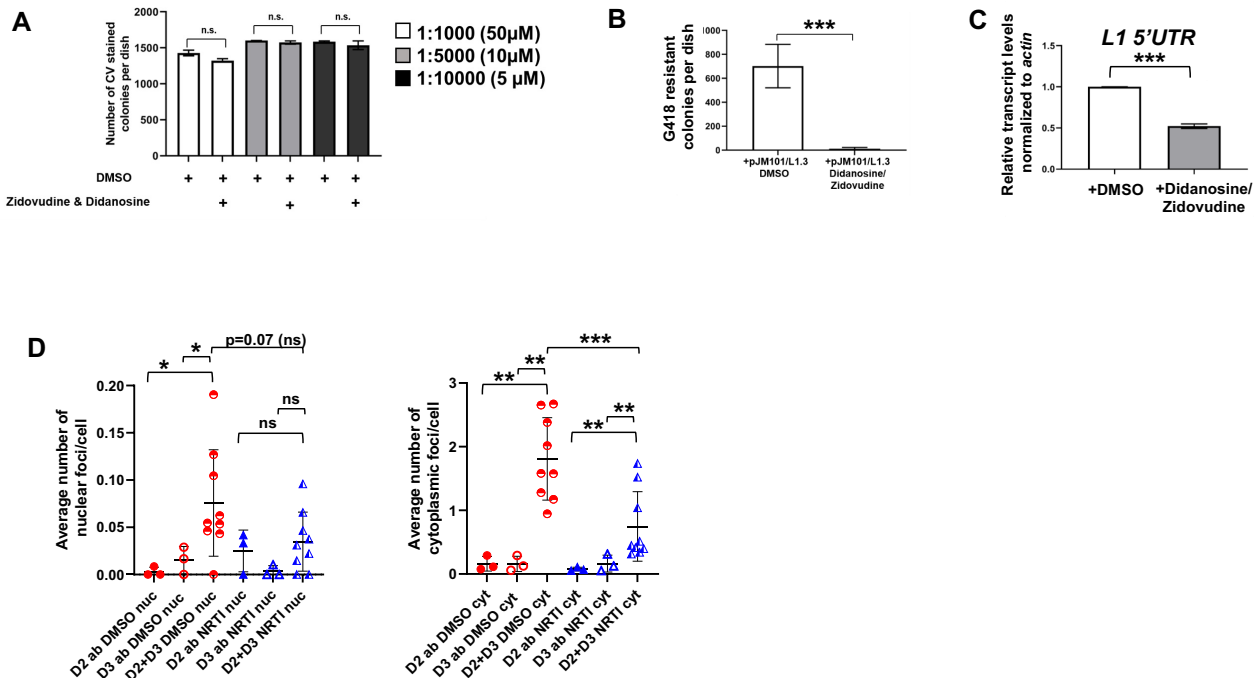 A
Number of CV stained
colonies per dish
2000
1500
1000
500
0
n.s.
n.s.
n.s.
DMSO
+ + + + + +
Zidovudine & Didanosine
+ + +
1:1000 (50μM)
1:5000 (10μM)
1:10000 (5 μM)
B
G418 resistant
colonies per dish
1000
800
600
400
200
0
***
+pJM101/L1.3
DMSO
+pJM101/L1.3
Didanosine/
Zidovudine
C
L1 5'UTR
Relative transcript levels
normalized to actin
1.5
1.0
0.5
0.0
***
+DMSO
+Didanosine/
Zidovudine
D
Average number of
nuclear foci/cell
0.20
0.15
0.10
0.05
0.00
p=0.07 (ns)
*
*
ns
ns
D2 ab DMSO nuc
D3 ab DMSO nuc
D2+D3 DMSO nuc
D2 ab NRTI nuc
D3 ab NRTI nuc
D2+D3 NRTI nuc
Average number of
cytoplasmic foci/cell
3
2
1
0
***
**
**
**
**
D2 ab DMSO cyt
D3 ab DMSO cyt
D2+D3 DMSO cyt
D2 ab NRTI cyt
D3 ab NRTI cyt
D2+D3 NRTI cyt